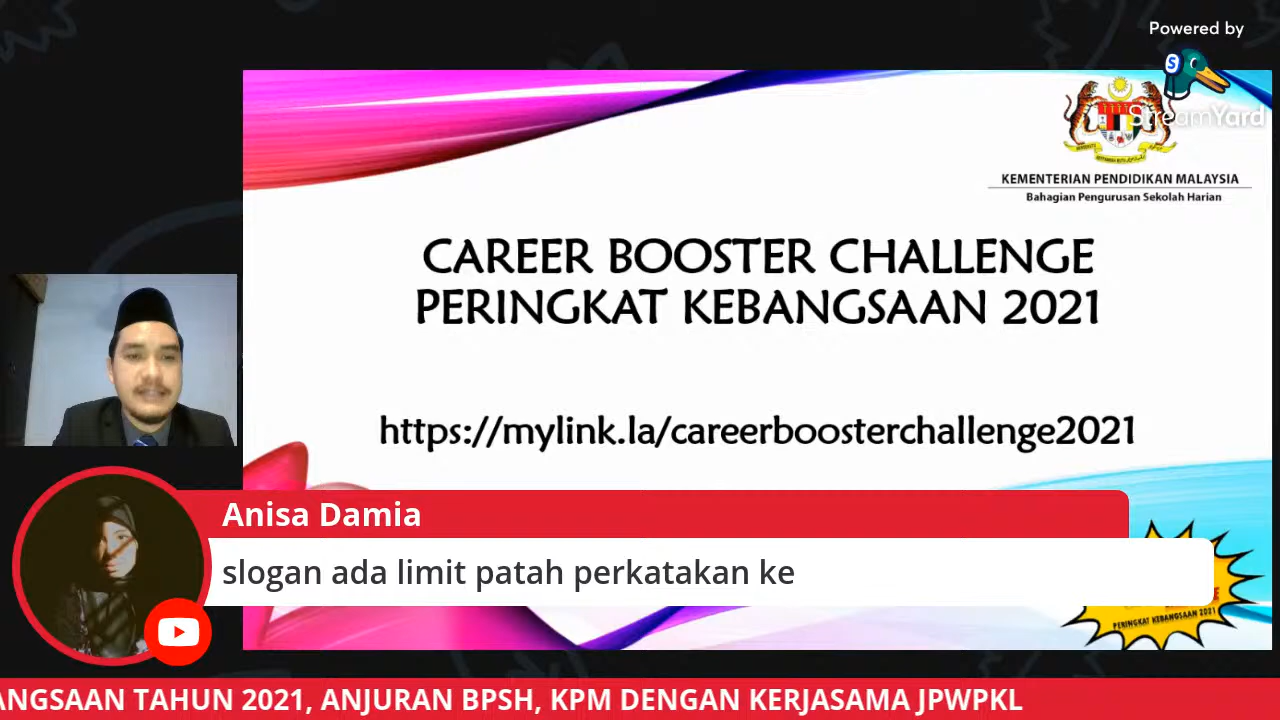 Powered by
StreamYard
KEMENTERIAN PENDIDIKAN MALAYSIA
Bahagian Pengurusan Sekolah Harian
CAREER BOOSTER CHALLENGE
PERINGKAT KEBANGSAAN 2021
https://mylink.la/careerboosterchallenge2021
Anisa Damia
slogan ada limit patah perkatakan ke
PERINGKAT KEBANGSAAN 2021
ANGSAAN TAHUN 2021, ANJURAN BPSH, KPM DENGAN KERJASAMA JPWPKL